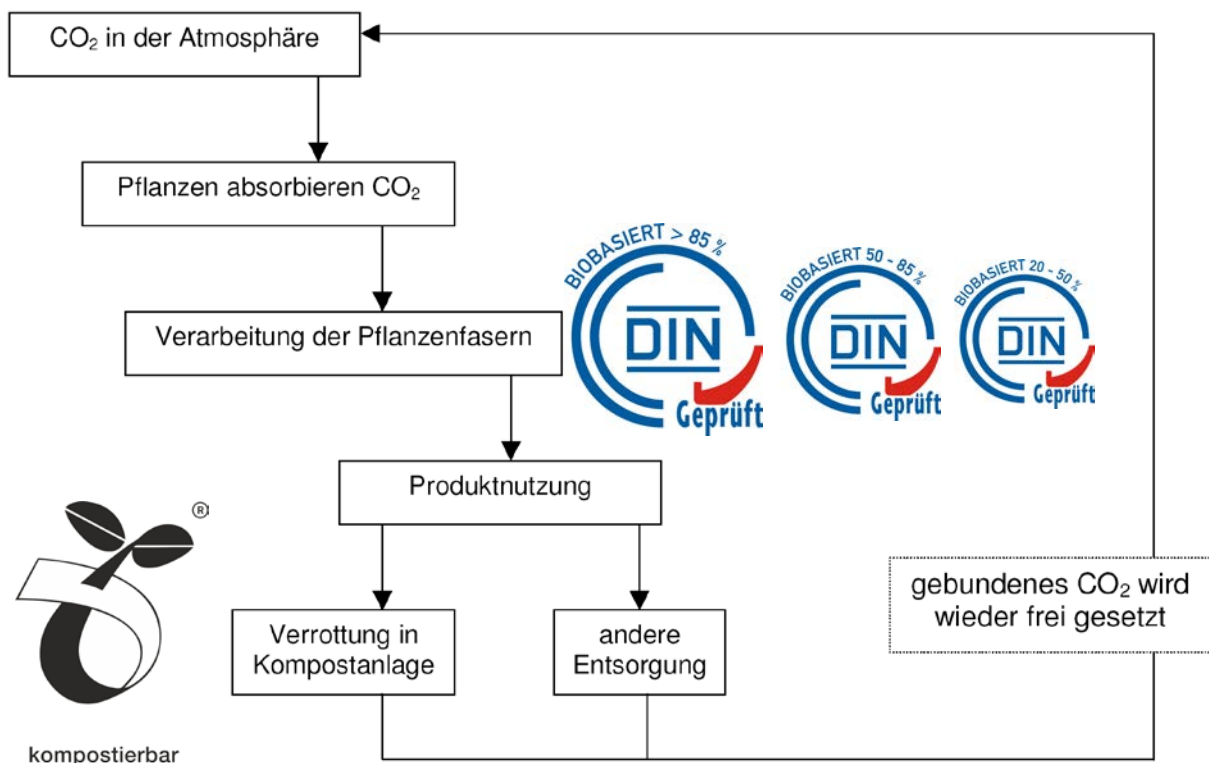 CO₂ in der Atmosphäre
Pflanzen absorbieren CO₂
BIOBASIERT > 85 %
DIN
Geprüft
BIOBASIERT 50 - 85 %
DIN
Geprüft
BIOBASIERT 20 - 50 %
DIN
Geprüft
Verarbeitung der Pflanzenfasern
Produktnutzung
®
gebundenes CO₂ wird
wieder frei gesetzt
Verrottung in
Kompostanlage
andere
Entsorgung
kompostierbar